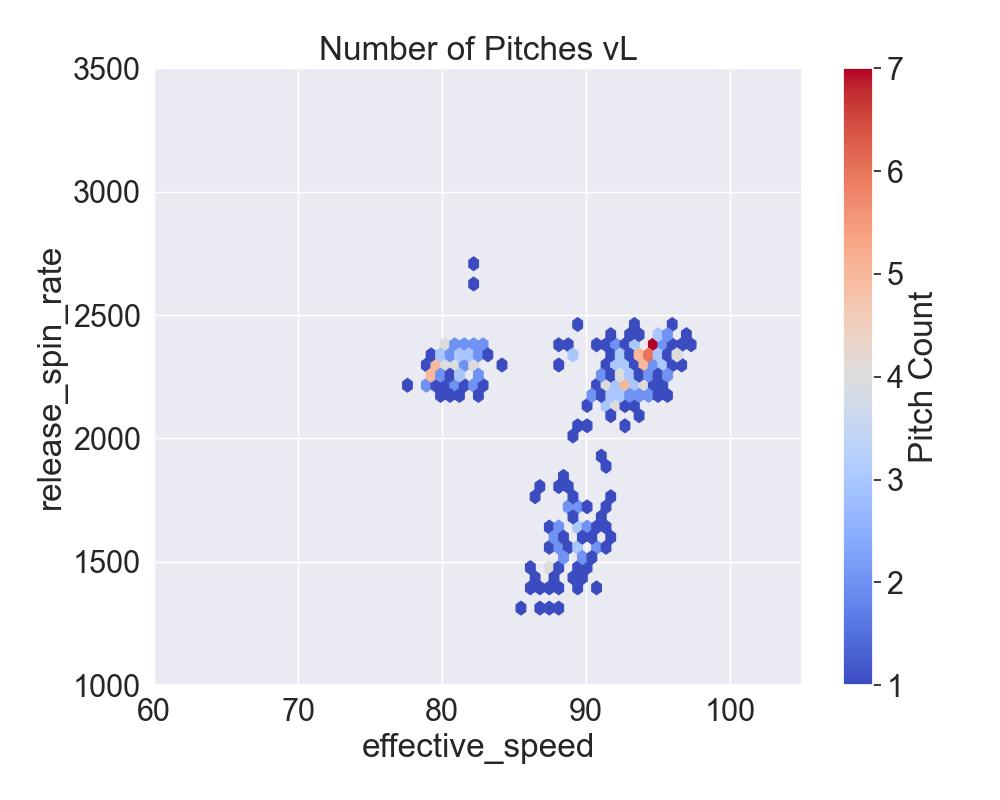 Number of Pitches vL
3500
3000
2500
2000
1500
1000
release_spin_rate
60 70 80 90 100
effective_speed
7
6
5
4
3
2
1
Pitch Count